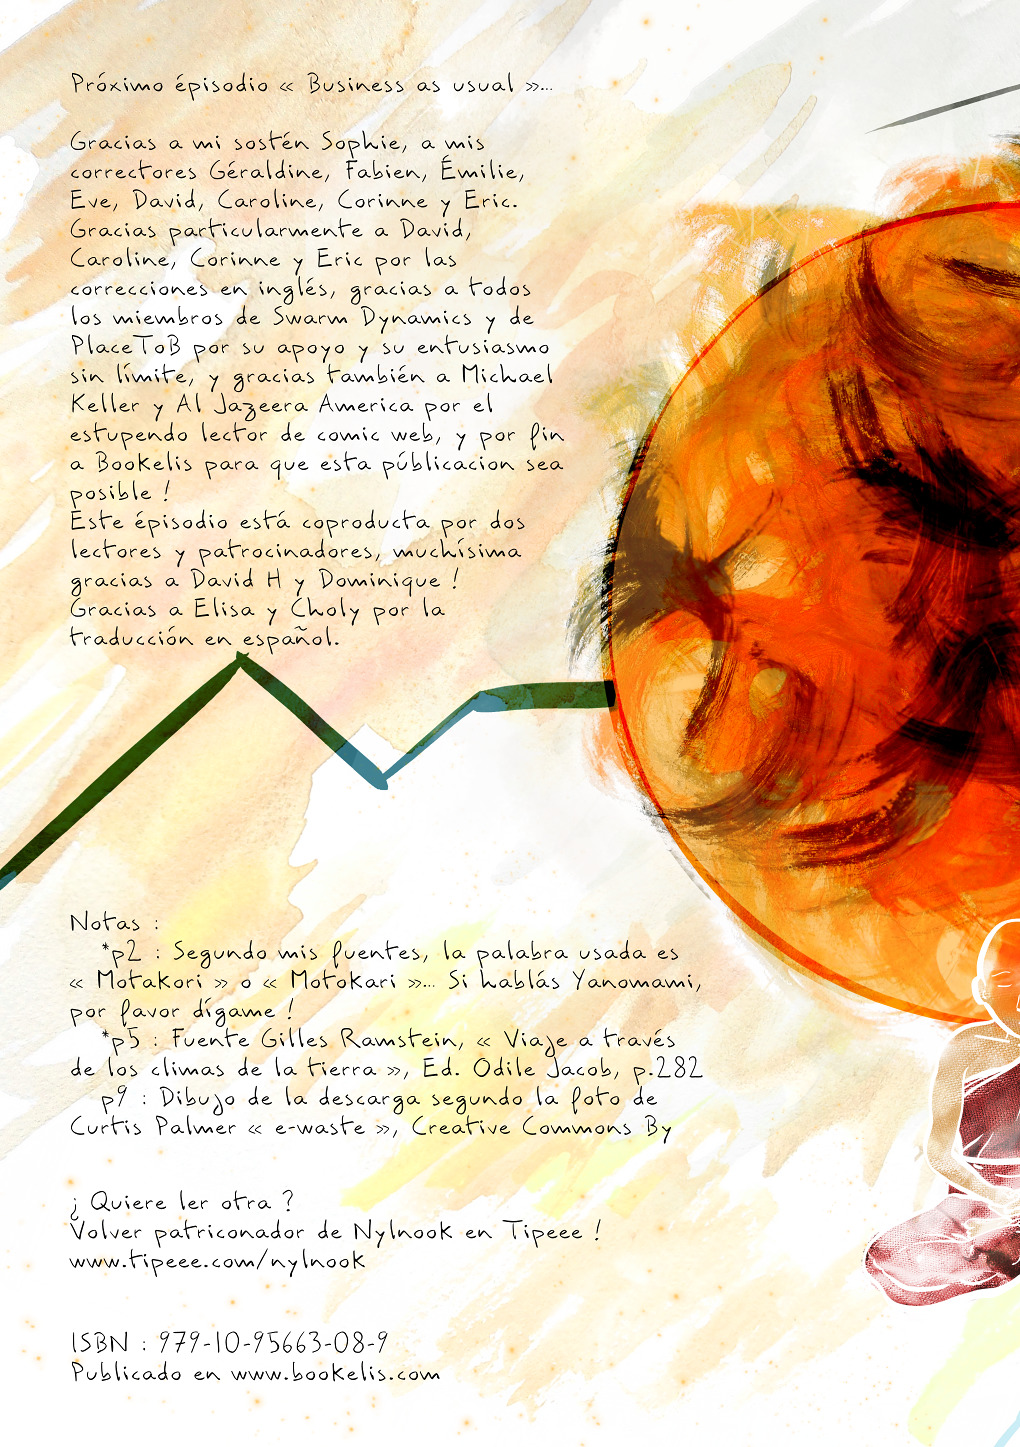 Próximo épisodio « Business as usual »...
Gracias a mi sostén Sophie, a mis
correctores Géraldine, Fabien, Émilie,
Eve, David, Caroline, Corinne y Eric.
Gracias particularmente a David,
Caroline, Corinne y Eric por las
correcciones en inglés, gracias a todos
los miembros de Swarm Dynamics y de
PlaceToB por su apoyo y su entusiasmo
sin límite, y gracias también a Michael
Keller y Al Jazeera America por el
estupendo lector de comic web, y por fin
a Bookelis para que esta públicacion sea
posible !
Este épisodio está coproducta por dos
lectores y patrocinadores, muchísima
gracias a David H y Dominique !
Gracias a Elisa y Choly por la
traducción en español.
Notas :
*p2 : Segundo mis fuentes, la palabra usada es
« Motakori » o « Motokari »... Si hablás Yanomami,
por favor dígame !
*p5 : Fuente Gilles Ramstein, « Viaje a través
de los climas de la tierra », Ed. Odile Jacob, p.282
p9 : Dibujo de la descarga segundo la foto de
Curtis Palmer « e-waste », Creative Commons By
¿ Quiere ler otra ?
Volver patriconador de Nylnook en Tipeee !
www.tipeee.com/nylnook
ISBN : 979-10-95663-08-9
Publicado en www.bookelis.com